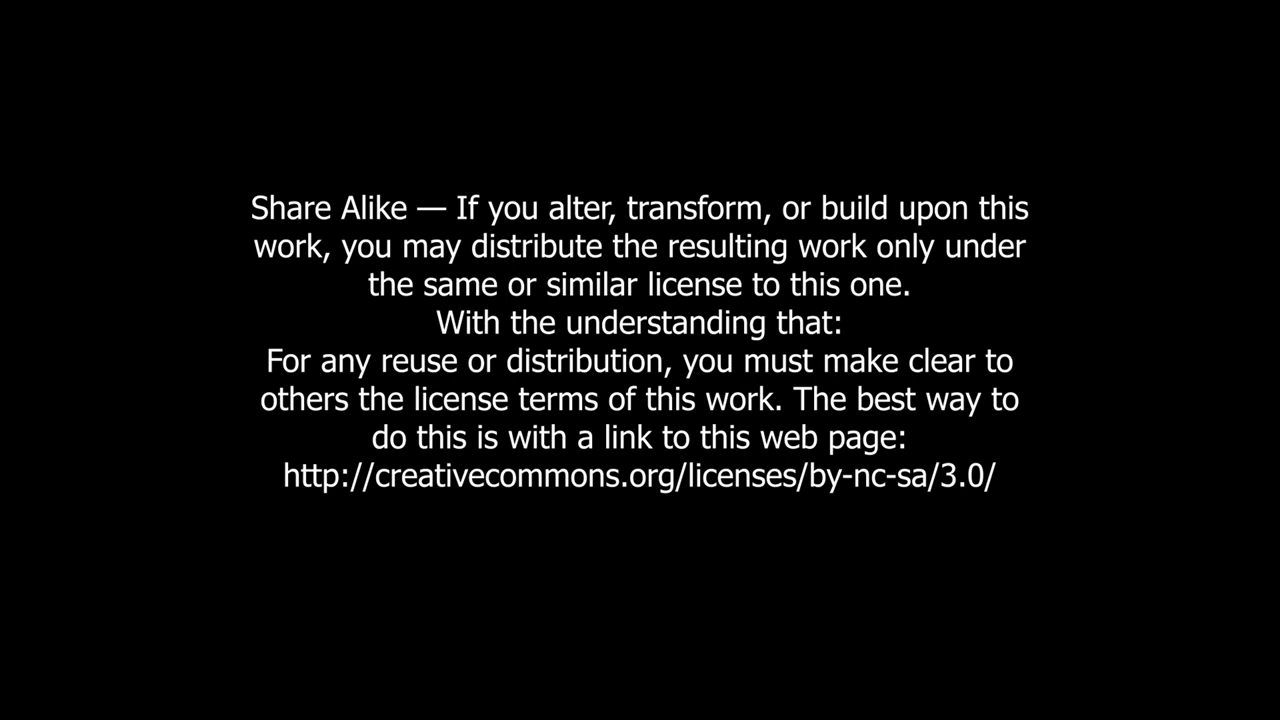 Share Alike — If you alter, transform, or build upon this
work, you may distribute the resulting work only under
the same or similar license to this one.
With the understanding that:
For any reuse or distribution, you must make clear to
others the license terms of this work. The best way to
do this is with a link to this web page:
http://creativecommons.org/licenses/by-nc-sa/3.0/